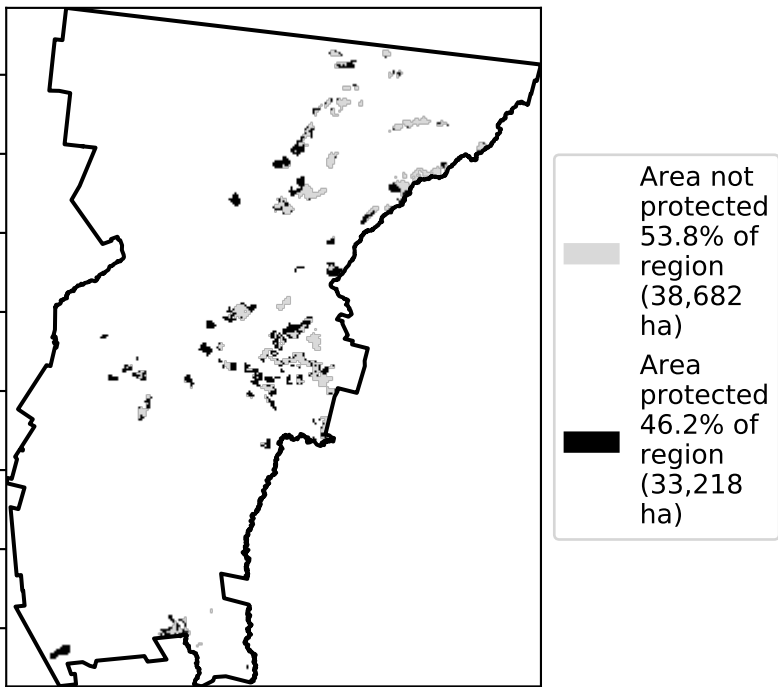 Area not
protected
53.8% of
region
(38,682
ha)
Area
protected
46.2% of
region
(33,218
ha)